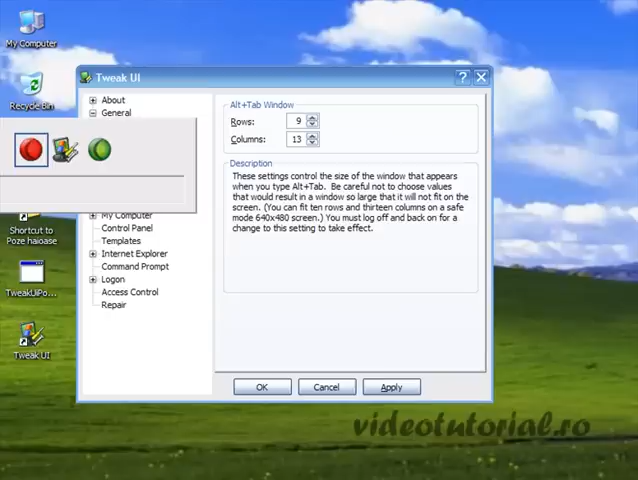 My Computer
Recycle Bin
Shortcut to
Poze haioase
TweakUiPo...
Tweak UI
Tweak UI
About
General
My Computer
Control Panel
Templates
Internet Explorer
Command Prompt
Logon
Access Control
Repair
Alt+Tab Window
Rows: 9
Columns: 13
Description
These settings control the size of the window that appears
when you type Alt+Tab. Be careful not to choose values
that would result in a window so large that it will not fit on the
screen. (You can fit ten rows and thirteen columns on a safe
mode 640x480 screen.) You must log off and back on for a
change to this setting to take effect.
OK
Cancel
Apply
videotutorial.ro